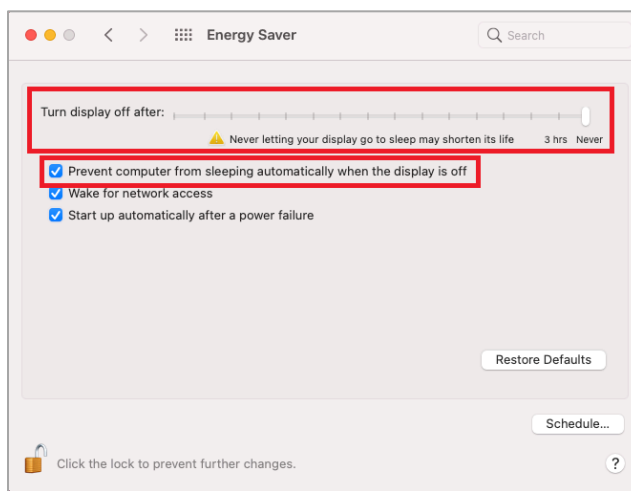 Energy Saver
Search
Turn display off after:
Never letting your display go to sleep may shorten its life 3 hrs Never
Prevent computer from sleeping automatically when the display is off
Wake for network access
Start up automatically after a power failure
Restore Defaults
Schedule...
Click the lock to prevent further changes.
?